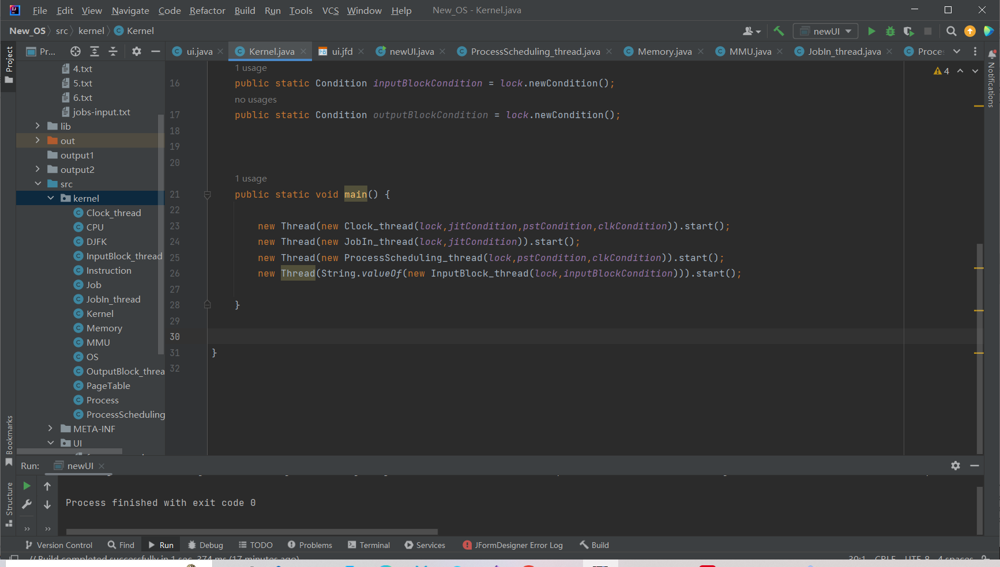 File Edit View Navigate Code Refactor Build Run Tools VCS Window Help New_OS - Kernel.java
New_OS src kernel Kernel newUI
Project
Pr...
ui.java Kernel.java ui.jfd newUI.java ProcessScheduling_thread.java Memory.java MMU.java JobIn_thread.java Proce
Notifications
4.txt
5.txt
6.txt
jobs-input.txt
lib
out
output1
output2
src
kernel
Clock_thread
CPU
DJFK
InputBlock_thread
Instruction
Job
JobIn_thread
Kernel
Memory
MMU
OS
OutputBlock_threa
PageTable
Process
ProcessScheduling
META-INF
UI
4
1 usage
16 public static Condition inputBlockCondition = lock.newCondition();
no usages
17 public static Condition outputBlockCondition = lock.newCondition();
18
19
20
1 usage
21 public static void main() {
22
23 new Thread(new Clock_thread(lock,jitCondition,pstCondition,clkCondition)).start();
24 new Thread(new JobIn_thread(lock,jitCondition)).start();
25 new Thread(new ProcessScheduling_thread(lock,pstCondition,clkCondition)).start();
26 new Thread(String.valueOf(new InputBlock_thread(lock,inputBlockCondition))).start();
27
28 }
29
30
31 }
32
Bookmarks
Structure
Run: newUI
Process finished with exit code 0
Version Control Find Run Debug TODO Problems Terminal Services JFormDesigner Error Log Build
// Build completed successfully in 1 sec, 374 ms (17 minutes ago) 30:1 CRLF UTF-8 4 spaces